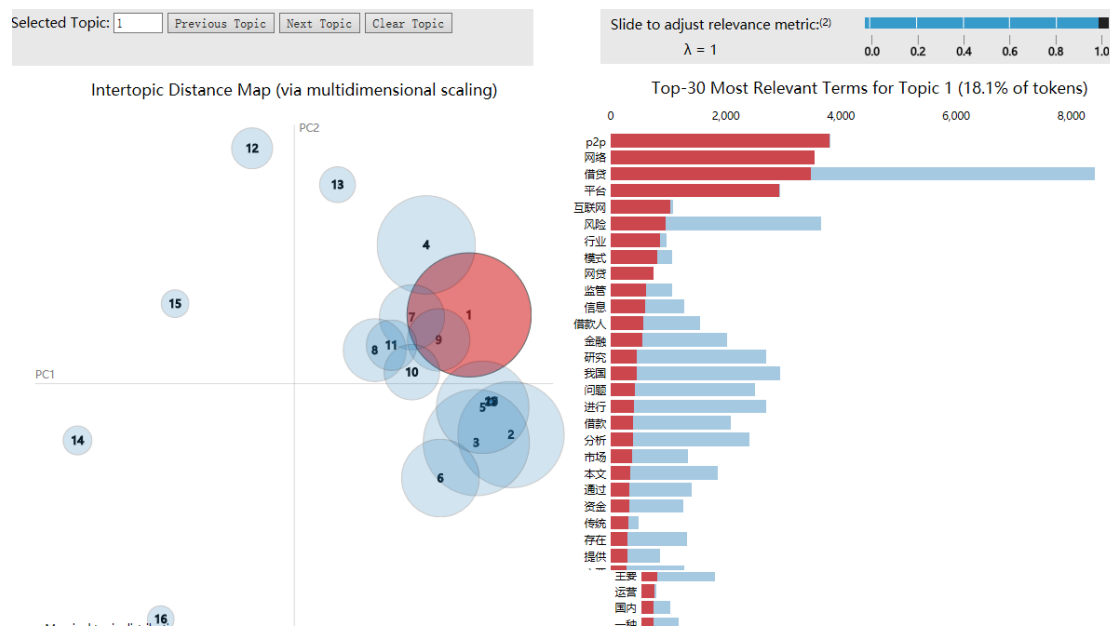 Selected Topic: 1 Previous Topic Next Topic Clear Topic
Slide to adjust relevance metric:(2)
λ = 1
0.0 0.2 0.4 0.6 0.8 1.0
Intertopic Distance Map (via multidimensional scaling)
PC2
PC1
12
13
4
15
1
7
9
11
8
10
5
2
3
14
6
16
Top-30 Most Relevant Terms for Topic 1 (18.1% of tokens)
0 2,000 4,000 6,000 8,000
p2p
网络
借贷
平台
互联网
风险
行业
模式
网贷
监管
信息
借款人
金融
研究
我国
问题
进行
借款
分析
市场
本文
通过
资金
传统
存在
提供
主要
运营
国内
一种